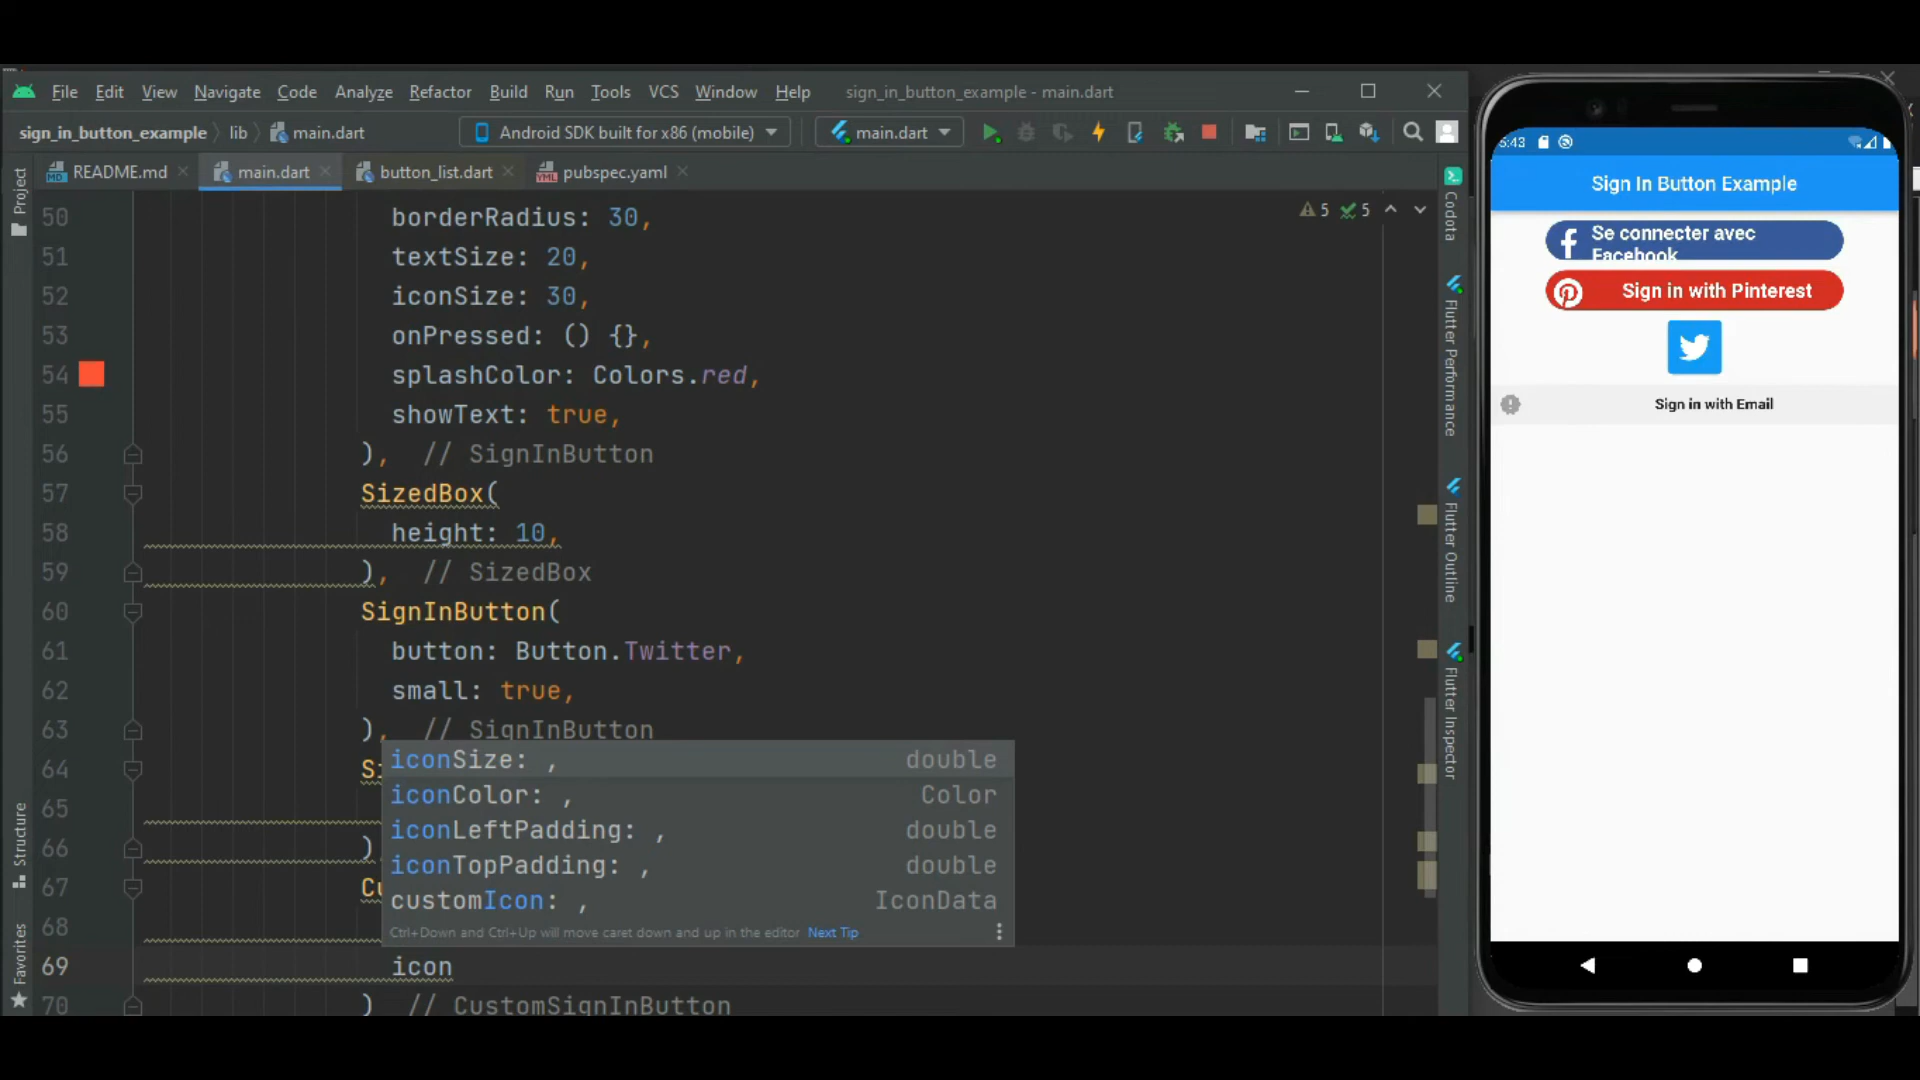 File Edit View Navigate Code Analyze Refactor Build Run Tools VCS Window Help sign_in_button_example - main.dart
sign_in_button_example lib main.dart Android SDK built for x86 (mobile) main.dart
README.md main.dart button_list.dart pubspec.yaml
Project
Structure
Favorites
5 5
50 borderRadius: 30,
51 textSize: 20,
52 iconSize: 30,
53 onPressed: () {},
54 splashColor: Colors.red,
55 showText: true,
56 ), // SignInButton
57 SizedBox(
58 height: 10,
59 ), // SizedBox
60 SignInButton(
61 button: Button.Twitter,
62 small: true,
63 ), // SignInButton
64 Si
65
66 )
67 Cu
68
69 icon
70 ) // CustomSignInButton
iconSize: , double
iconColor: , Color
iconLeftPadding: , double
iconTopPadding: , double
customIcon: , IconData
Ctrl+Down and Ctrl+Up will move caret down and up in the editor Next Tip
Codota
Flutter Performance
Flutter Outline
Flutter Inspector
5:43
Sign In Button Example
Se connecter avec
Facebook
Sign in with Pinterest
Sign in with Email